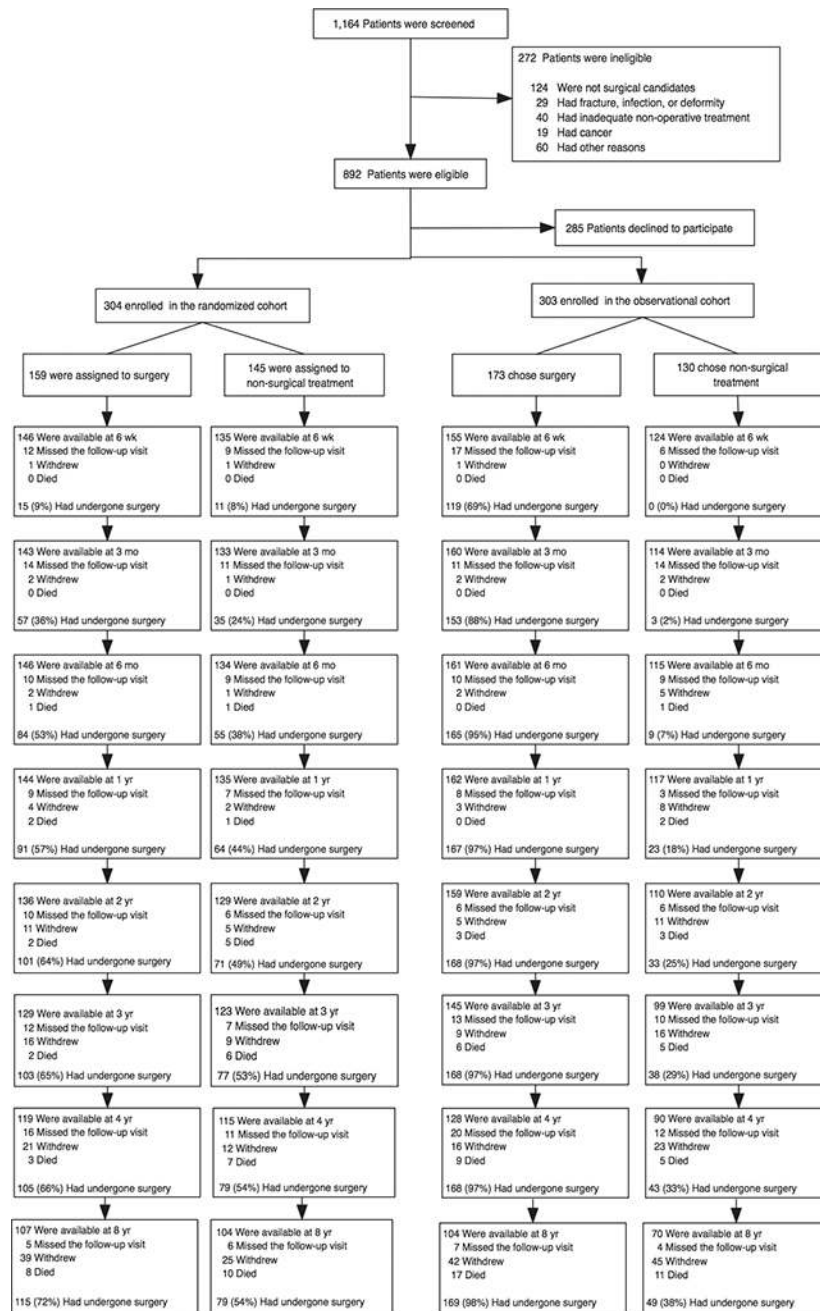 1,164 Patients were screened
272 Patients were ineligible
124 Were not surgical candidates
29 Had fracture, infection, or deformity
40 Had inadequate non-operative treatment
19 Had cancer
60 Had other reasons
892 Patients were eligible
285 Patients declined to participate
304 enrolled in the randomized cohort
303 enrolled in the observational cohort
159 were assigned to surgery
145 were assigned to
non-surgical treatment
173 chose surgery
130 chose non-surgical
treatment
146 Were available at 6 wk
12 Missed the follow-up visit
1 Withdrew
0 Died
15 (9%) Had undergone surgery
135 Were available at 6 wk
9 Missed the follow-up visit
1 Withdrew
0 Died
11 (8%) Had undergone surgery
155 Were available at 6 wk
17 Missed the follow-up visit
1 Withdrew
0 Died
119 (69%) Had undergone surgery
124 Were available at 6 wk
6 Missed the follow-up visit
0 Withdrew
0 Died
0 (0%) Had undergone surgery
143 Were available at 3 mo
14 Missed the follow-up visit
2 Withdrew
0 Died
57 (36%) Had undergone surgery
133 Were available at 3 mo
11 Missed the follow-up visit
1 Withdrew
0 Died
35 (24%) Had undergone surgery
160 Were available at 3 mo
11 Missed the follow-up visit
2 Withdrew
0 Died
153 (88%) Had undergone surgery
114 Were available at 3 mo
14 Missed the follow-up visit
2 Withdrew
0 Died
3 (2%) Had undergone surgery
146 Were available at 6 mo
10 Missed the follow-up visit
2 Withdrew
1 Died
84 (53%) Had undergone surgery
134 Were available at 6 mo
9 Missed the follow-up visit
1 Withdrew
1 Died
55 (38%) Had undergone surgery
161 Were available at 6 mo
10 Missed the follow-up visit
2 Withdrew
0 Died
165 (95%) Had undergone surgery
115 Were available at 6 mo
9 Missed the follow-up visit
5 Withdrew
1 Died
9 (7%) Had undergone surgery
144 Were available at 1 yr
9 Missed the follow-up visit
4 Withdrew
2 Died
91 (57%) Had undergone surgery
135 Were available at 1 yr
7 Missed the follow-up visit
2 Withdrew
1 Died
64 (44%) Had undergone surgery
162 Were available at 1 yr
8 Missed the follow-up visit
3 Withdrew
0 Died
167 (97%) Had undergone surgery
117 Were available at 1 yr
3 Missed the follow-up visit
8 Withdrew
2 Died
23 (18%) Had undergone surgery
136 Were available at 2 yr
10 Missed the follow-up visit
11 Withdrew
2 Died
101 (64%) Had undergone surgery
129 Were available at 2 yr
6 Missed the follow-up visit
5 Withdrew
5 Died
71 (49%) Had undergone surgery
159 Were available at 2 yr
6 Missed the follow-up visit
5 Withdrew
3 Died
168 (97%) Had undergone surgery
110 Were available at 2 yr
6 Missed the follow-up visit
11 Withdrew
3 Died
33 (25%) Had undergone surgery
129 Were available at 3 yr
12 Missed the follow-up visit
16 Withdrew
2 Died
103 (65%) Had undergone surgery
123 Were available at 3 yr
7 Missed the follow-up visit
9 Withdrew
6 Died
77 (53%) Had undergone surgery
145 Were available at 3 yr
13 Missed the follow-up visit
9 Withdrew
6 Died
168 (97%) Had undergone surgery
99 Were available at 3 yr
10 Missed the follow-up visit
16 Withdrew
5 Died
38 (29%) Had undergone surgery
119 Were available at 4 yr
16 Missed the follow-up visit
21 Withdrew
3 Died
105 (66%) Had undergone surgery
115 Were available at 4 yr
11 Missed the follow-up visit
12 Withdrew
7 Died
79 (54%) Had undergone surgery
128 Were available at 4 yr
20 Missed the follow-up visit
16 Withdrew
9 Died
168 (97%) Had undergone surgery
90 Were available at 4 yr
12 Missed the follow-up visit
23 Withdrew
5 Died
43 (33%) Had undergone surgery
107 Were available at 8 yr
5 Missed the follow-up visit
39 Withdrew
8 Died
115 (72%) Had undergone surgery
104 Were available at 8 yr
6 Missed the follow-up visit
25 Withdrew
10 Died
79 (54%) Had undergone surgery
104 Were available at 8 yr
7 Missed the follow-up visit
42 Withdrew
17 Died
169 (98%) Had undergone surgery
70 Were available at 8 yr
4 Missed the follow-up visit
45 Withdrew
11 Died
49 (38%) Had undergone surgery